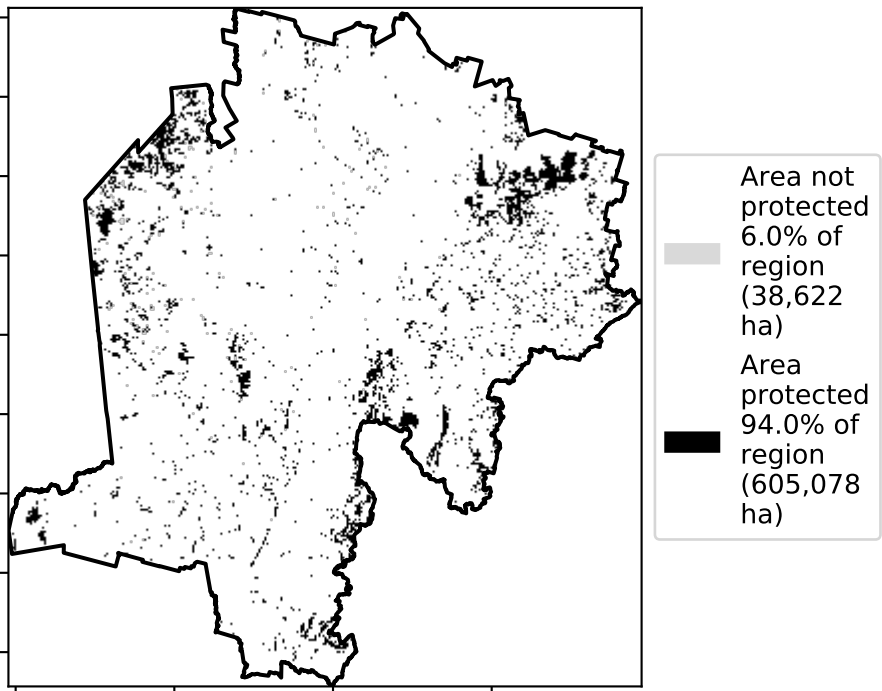 Area not
protected
6.0% of
region
(38,622
ha)
Area
protected
94.0% of
region
(605,078
ha)